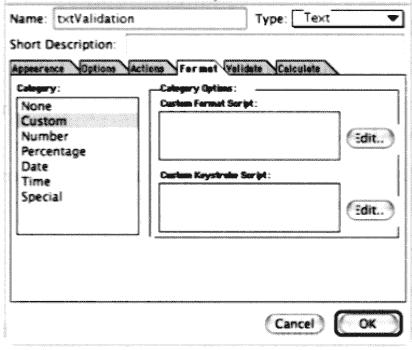 Name: txtValidation Type: Text
Short Description:
Appearance Options Actions Format Validate Calculate
Category: Category Options:
None
Custom
Number
Percentage
Date
Time
Special
Custom Format Script:
Edit..
Custom Keystroke Script:
Edit..
Cancel OK